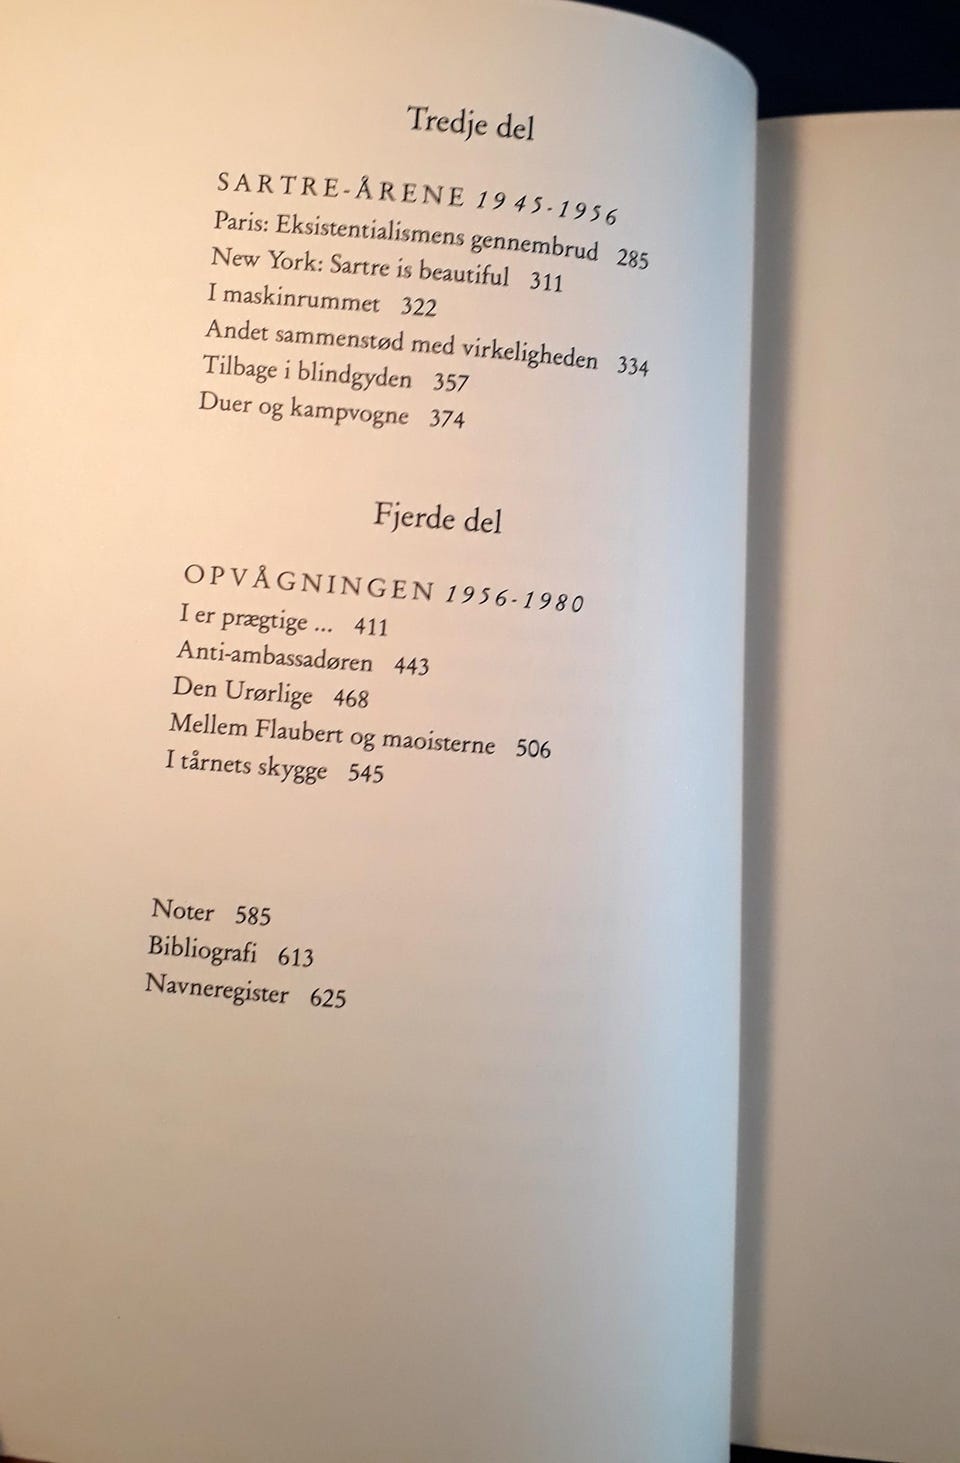 Tredje del
SARTRE-ÅRENE 1945-1956
Paris: Eksistentialismens gennembrud 285
New York: Sartre is beautiful 311
I maskinrummet 322
Andet sammenstød med virkeligheden 334
Tilbage i blindgyden 357
Duer og kampvogne 374
Fjerde del
OPVÅGNINGEN 1956-1980
I er prægtige ... 411
Anti-ambassadøren 443
Den Urørlige 468
Mellem Flaubert og maoisterne 506
I tårnets skygge 545
Noter 585
Bibliografi 613
Navneregister 625